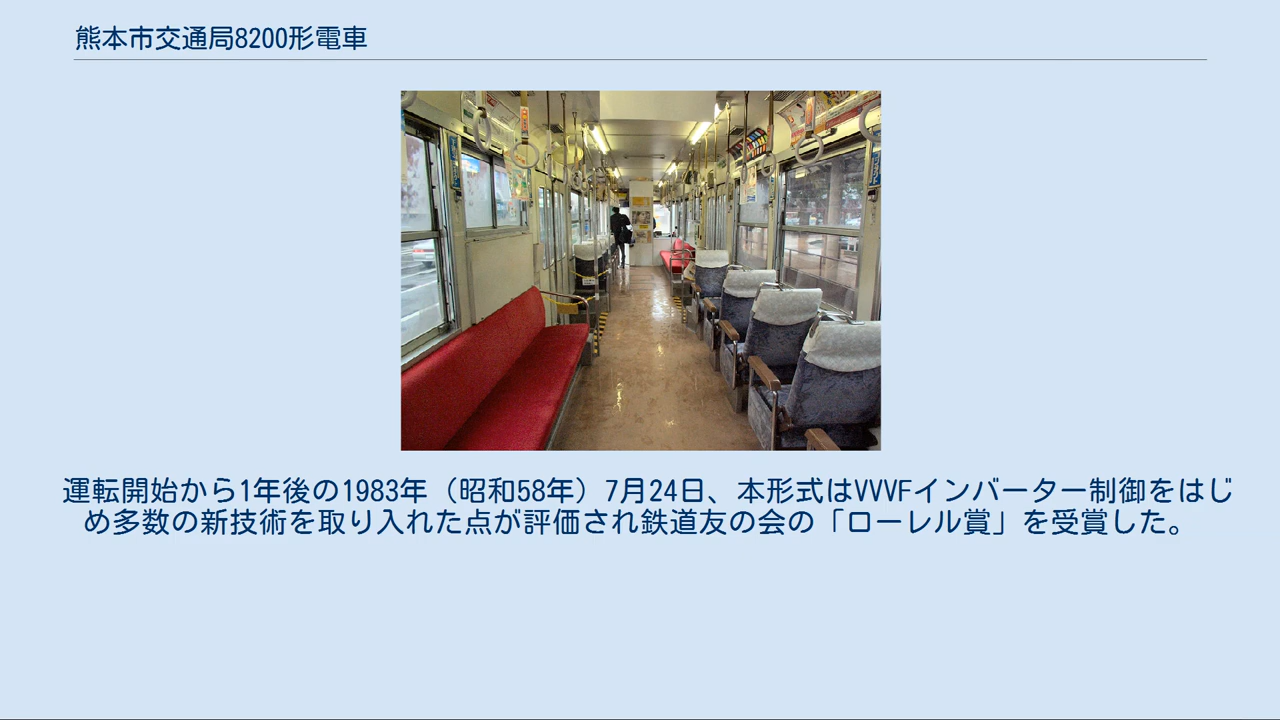 熊本市交通局8200形電車
運転開始から1年後の1983年（昭和58年）7月24日、本形式はVVVFインバーター制御をはじ
め多数の新技術を取り入れた点が評価され鉄道友の会の「ローレル賞」を受賞した。